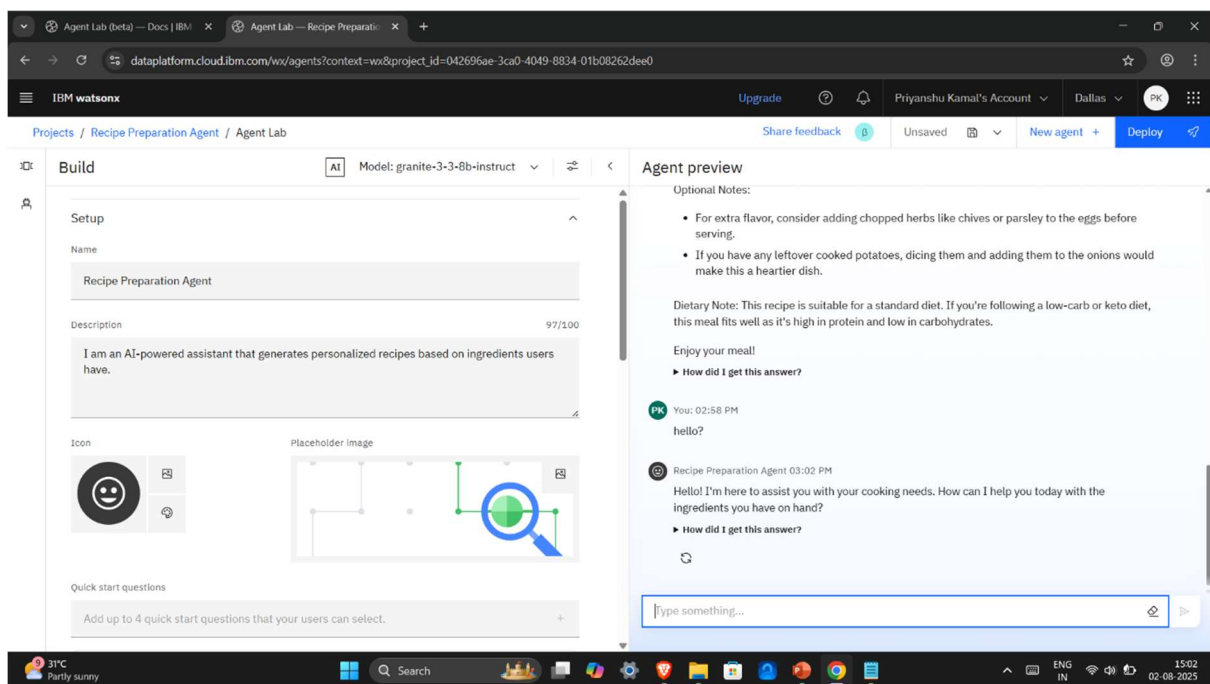 Agent Lab (beta) — Docs | IBM
Agent Lab — Recipe Preparatio
dataplatform.cloud.ibm.com/wx/agents?context=wx&project_id=042696ae-3ca0-4049-8834-01b08262dee0
IBM watsonx
Upgrade
Priyanshu Kamal's Account
Dallas
PK
Projects / Recipe Preparation Agent / Agent Lab
Share feedback
β
Unsaved
New agent +
Deploy
Build
AI
Model: granite-3-3-8b-instruct
Setup
Name
Recipe Preparation Agent
Description
97/100
I am an AI-powered assistant that generates personalized recipes based on ingredients users
have.
Icon
Placeholder image
Quick start questions
Add up to 4 quick start questions that your users can select.
Agent preview
Optional Notes:
• For extra flavor, consider adding chopped herbs like chives or parsley to the eggs before
serving.
• If you have any leftover cooked potatoes, dicing them and adding them to the onions would
make this a heartier dish.
Dietary Note: This recipe is suitable for a standard diet. If you're following a low-carb or keto diet,
this meal fits well as it's high in protein and low in carbohydrates.
Enjoy your meal!
How did I get this answer?
PK
You: 02:58 PM
hello?
Recipe Preparation Agent 03:02 PM
Hello! I'm here to assist you with your cooking needs. How can I help you today with the
ingredients you have on hand?
How did I get this answer?
Type something...
9
31°C
Partly sunny
Search
ENG
IN
15:02
02-08-2025